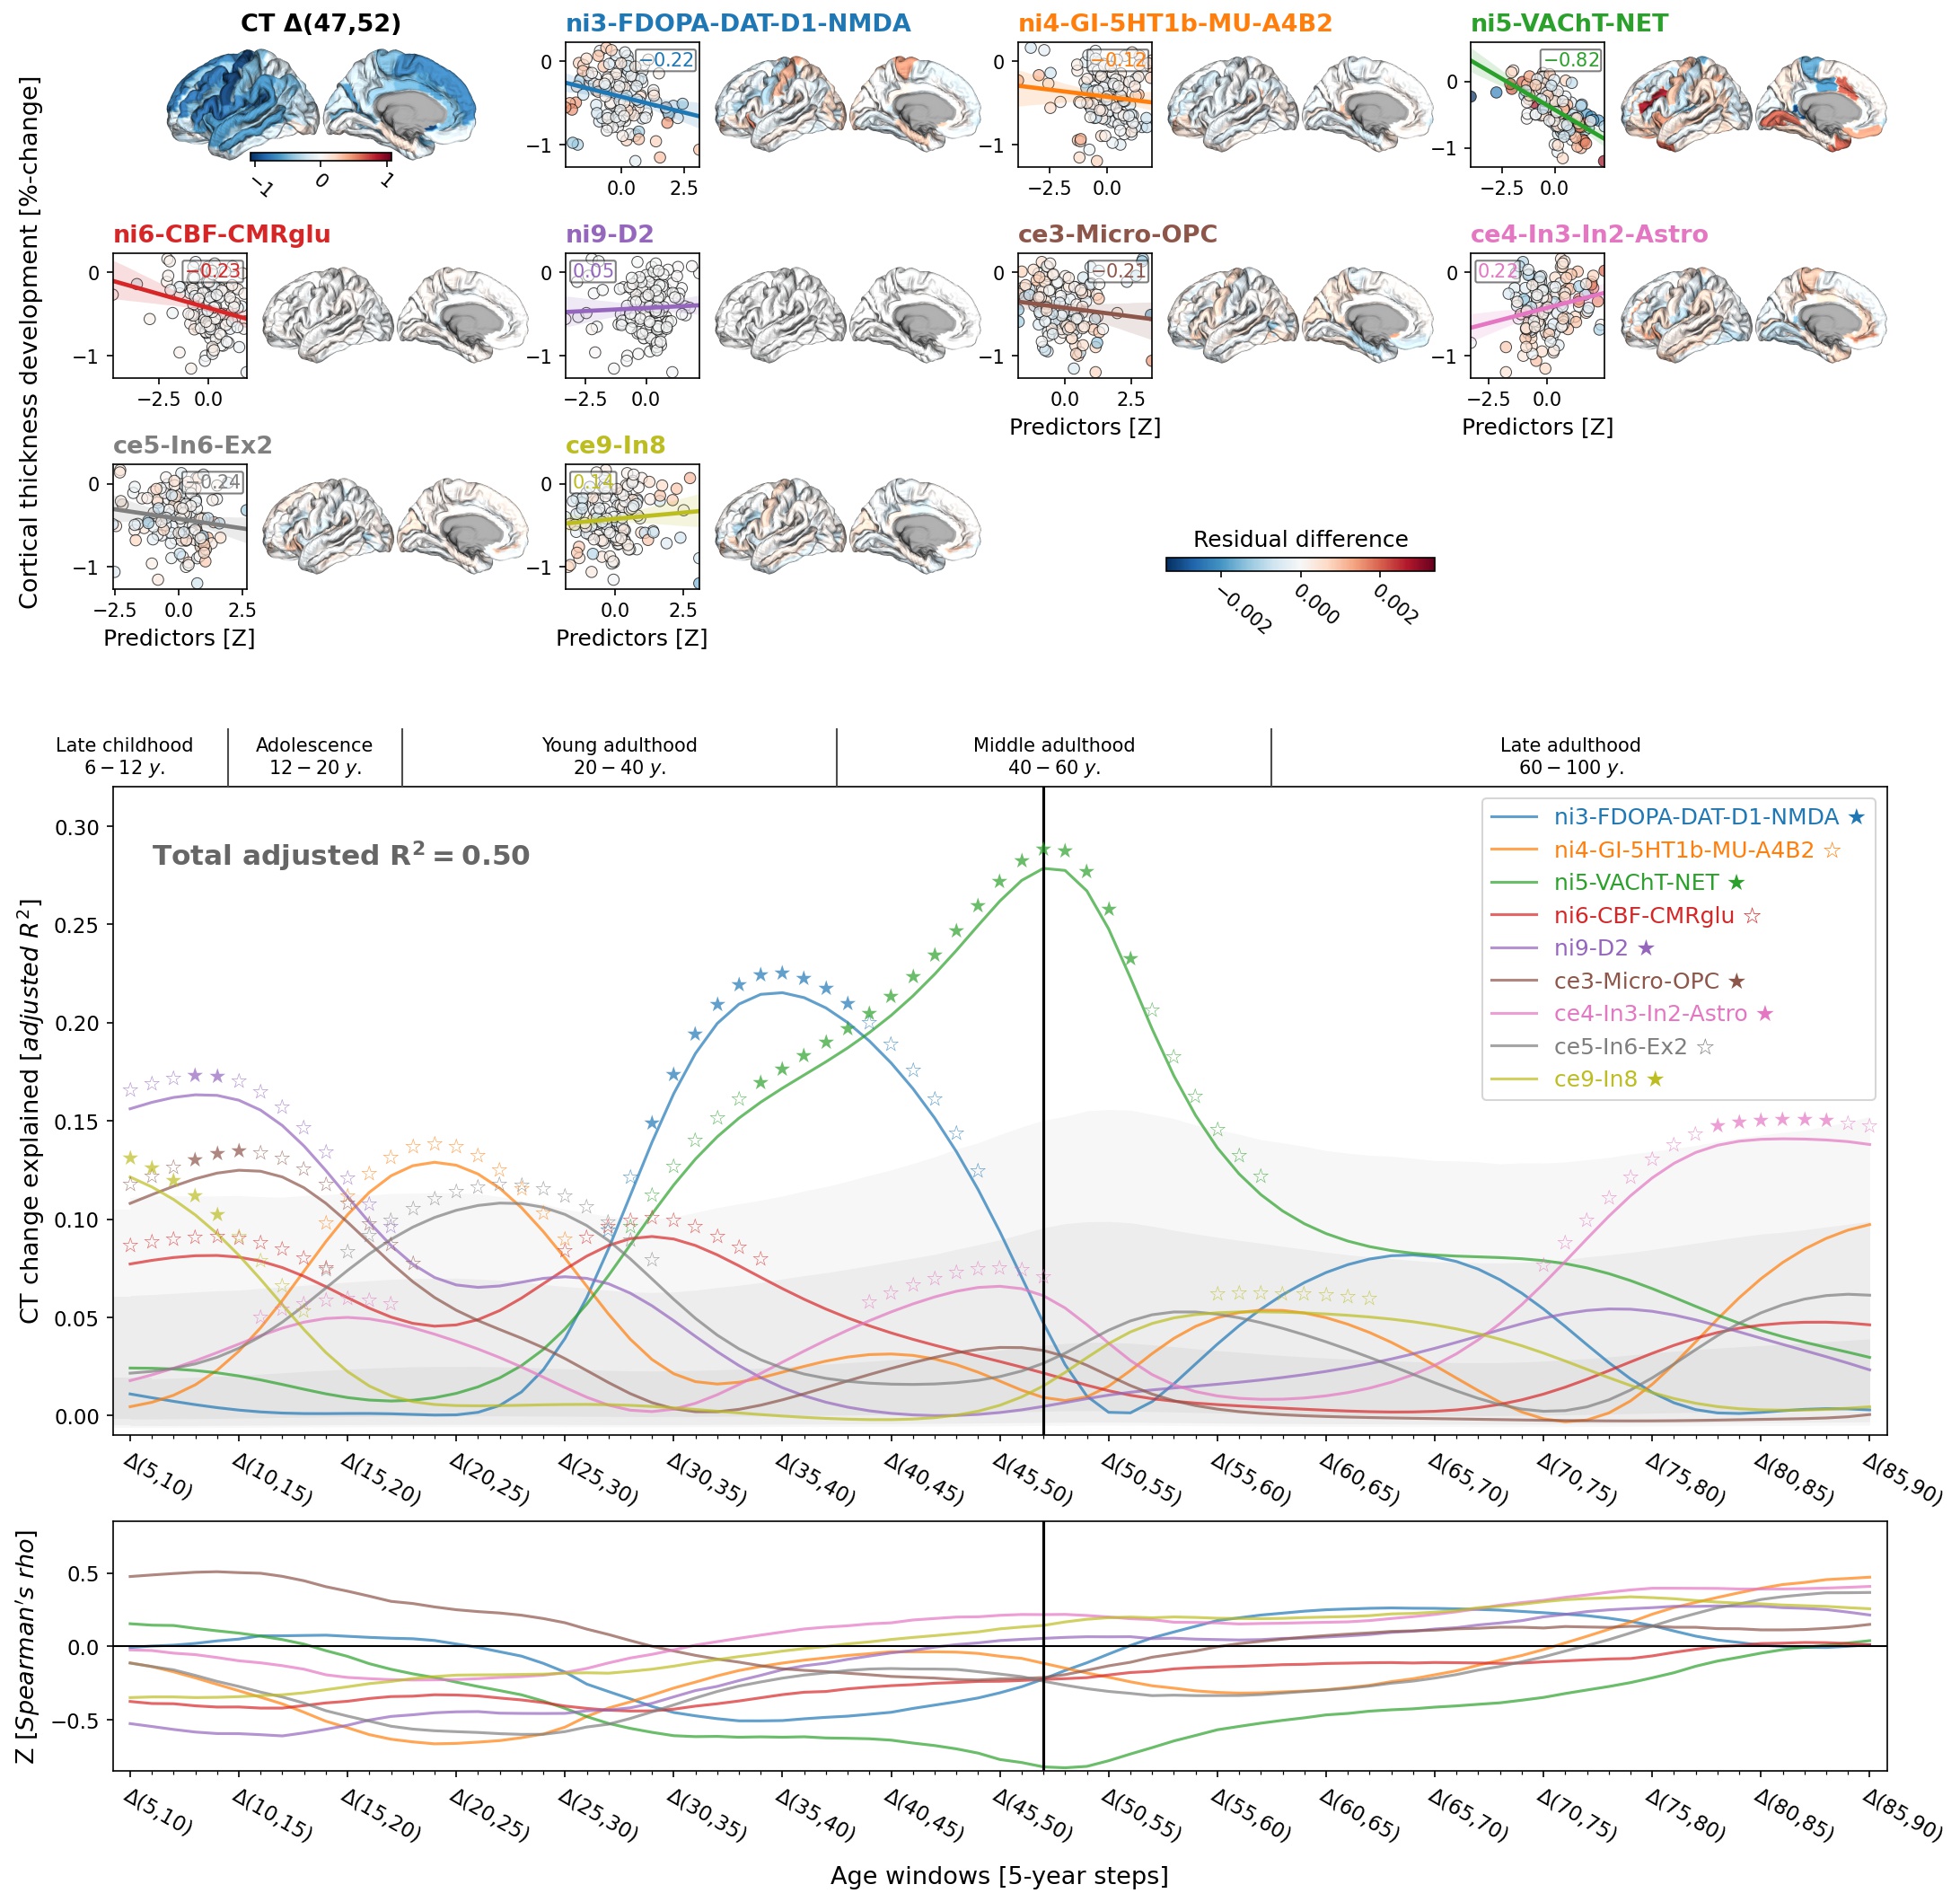 CT Δ(47,52)
ni3-FDOPA-DAT-D1-NMDA
ni4-GI-5HT1b-MU-A4B2
ni5-VAChT-NET
0
−1
0.0
2.5
−0.22
0
−1
−2.5
0.0
−0.12
0
−1
−2.5
0.0
−0.82
−1
0
1
Cortical thickness development [%-change]
ni6-CBF-CMRglu
ni9-D2
ce3-Micro-OPC
ce4-In3-In2-Astro
0
−1
−2.5
0.0
−0.23
0
−1
−2.5
0.0
0.05
0
−1
0.0
2.5
−0.21
Predictors [Z]
0
−1
−2.5
0.0
0.22
Predictors [Z]
ce5-In6-Ex2
ce9-In8
0
−1
−2.5
0.0
2.5
−0.24
Predictors [Z]
0
−1
0.0
2.5
0.14
Predictors [Z]
Residual difference
−0.002
0.000
0.002
Late childhood
6 − 12 y.
Adolescence
12 − 20 y.
Young adulthood
20 − 40 y.
Middle adulthood
40 − 60 y.
Late adulthood
60 − 100 y.
Total adjusted R² = 0.50
ni3-FDOPA-DAT-D1-NMDA ★
ni4-GI-5HT1b-MU-A4B2 ☆
ni5-VAChT-NET ★
ni6-CBF-CMRglu ☆
ni9-D2 ★
ce3-Micro-OPC ★
ce4-In3-In2-Astro ★
ce5-In6-Ex2 ☆
ce9-In8 ★
CT change explained [adjusted R²]
0.30
0.25
0.20
0.15
0.10
0.05
0.00
Δ(5,10)
Δ(10,15)
Δ(15,20)
Δ(20,25)
Δ(25,30)
Δ(30,35)
Δ(35,40)
Δ(40,45)
Δ(45,50)
Δ(50,55)
Δ(55,60)
Δ(60,65)
Δ(65,70)
Δ(70,75)
Δ(75,80)
Δ(80,85)
Δ(85,90)
Z [Spearman's rho]
0.5
0.0
−0.5
Δ(5,10)
Δ(10,15)
Δ(15,20)
Δ(20,25)
Δ(25,30)
Δ(30,35)
Δ(35,40)
Δ(40,45)
Δ(45,50)
Δ(50,55)
Δ(55,60)
Δ(60,65)
Δ(65,70)
Δ(70,75)
Δ(75,80)
Δ(80,85)
Δ(85,90)
Age windows [5-year steps]